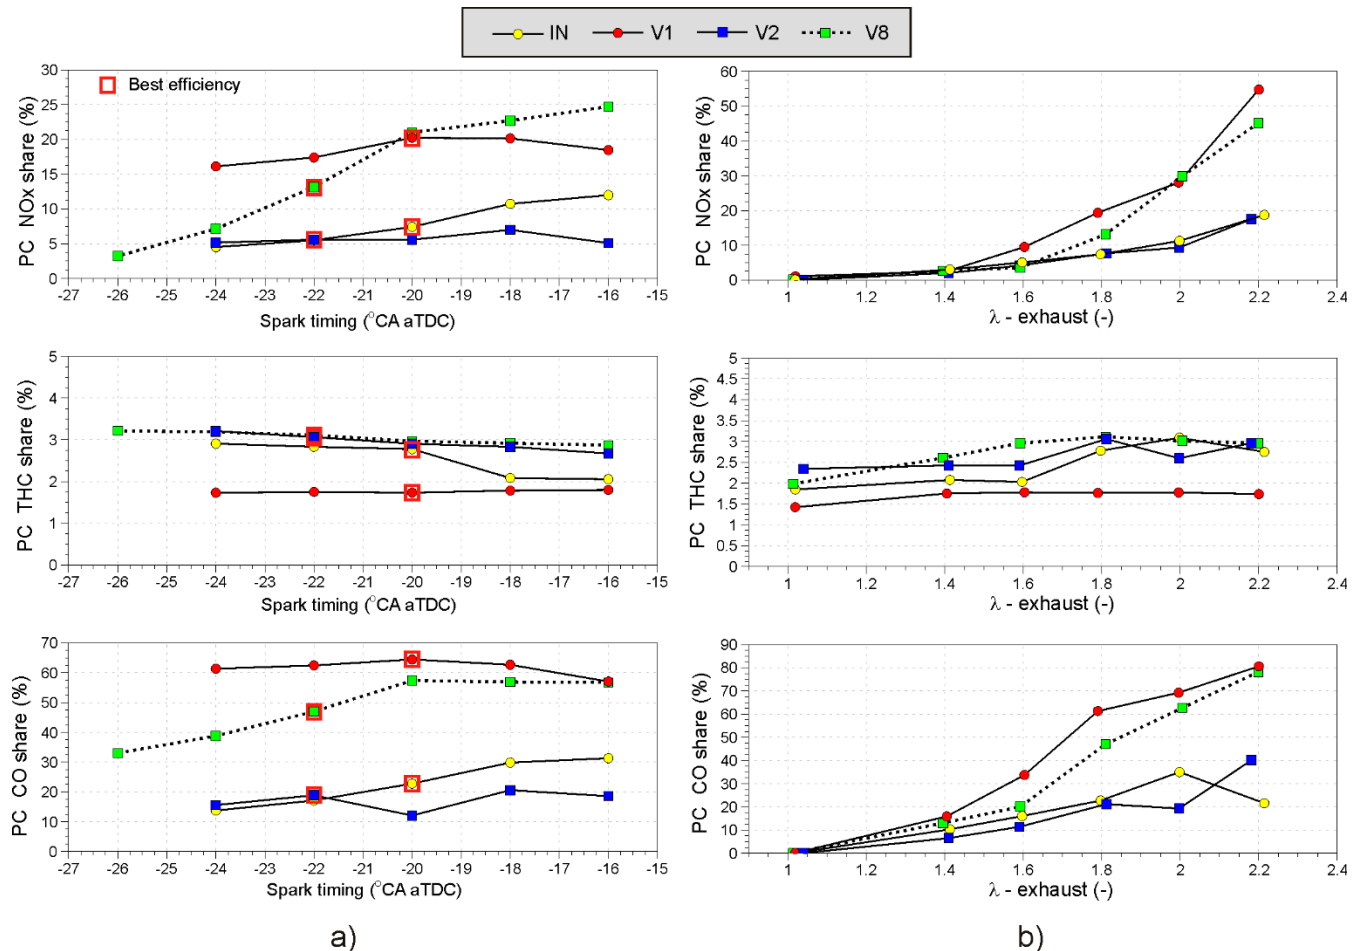 IN V1 V2 V8
PC NOx share (%)
30
25
20
15
10
5
0
Best efficiency
-27 -26 -25 -24 -23 -22 -21 -20 -19 -18 -17 -16 -15
Spark timing (°CA aTDC)
PC NOx share (%)
60
50
40
30
20
10
0
1 1.2 1.4 1.6 1.8 2 2.2 2.4
λ - exhaust (-)
PC THC share (%)
5
4
3
2
1
0
-27 -26 -25 -24 -23 -22 -21 -20 -19 -18 -17 -16 -15
Spark timing (°CA aTDC)
PC THC share (%)
5
4.5
4
3.5
3
2.5
2
1.5
1
0.5
0
1 1.2 1.4 1.6 1.8 2 2.2 2.4
λ - exhaust (-)
PC CO share (%)
70
60
50
40
30
20
10
0
-27 -26 -25 -24 -23 -22 -21 -20 -19 -18 -17 -16 -15
Spark timing (°CA aTDC)
PC CO share (%)
90
80
70
60
50
40
30
20
10
0
1 1.2 1.4 1.6 1.8 2 2.2 2.4
λ - exhaust (-)
a) b)